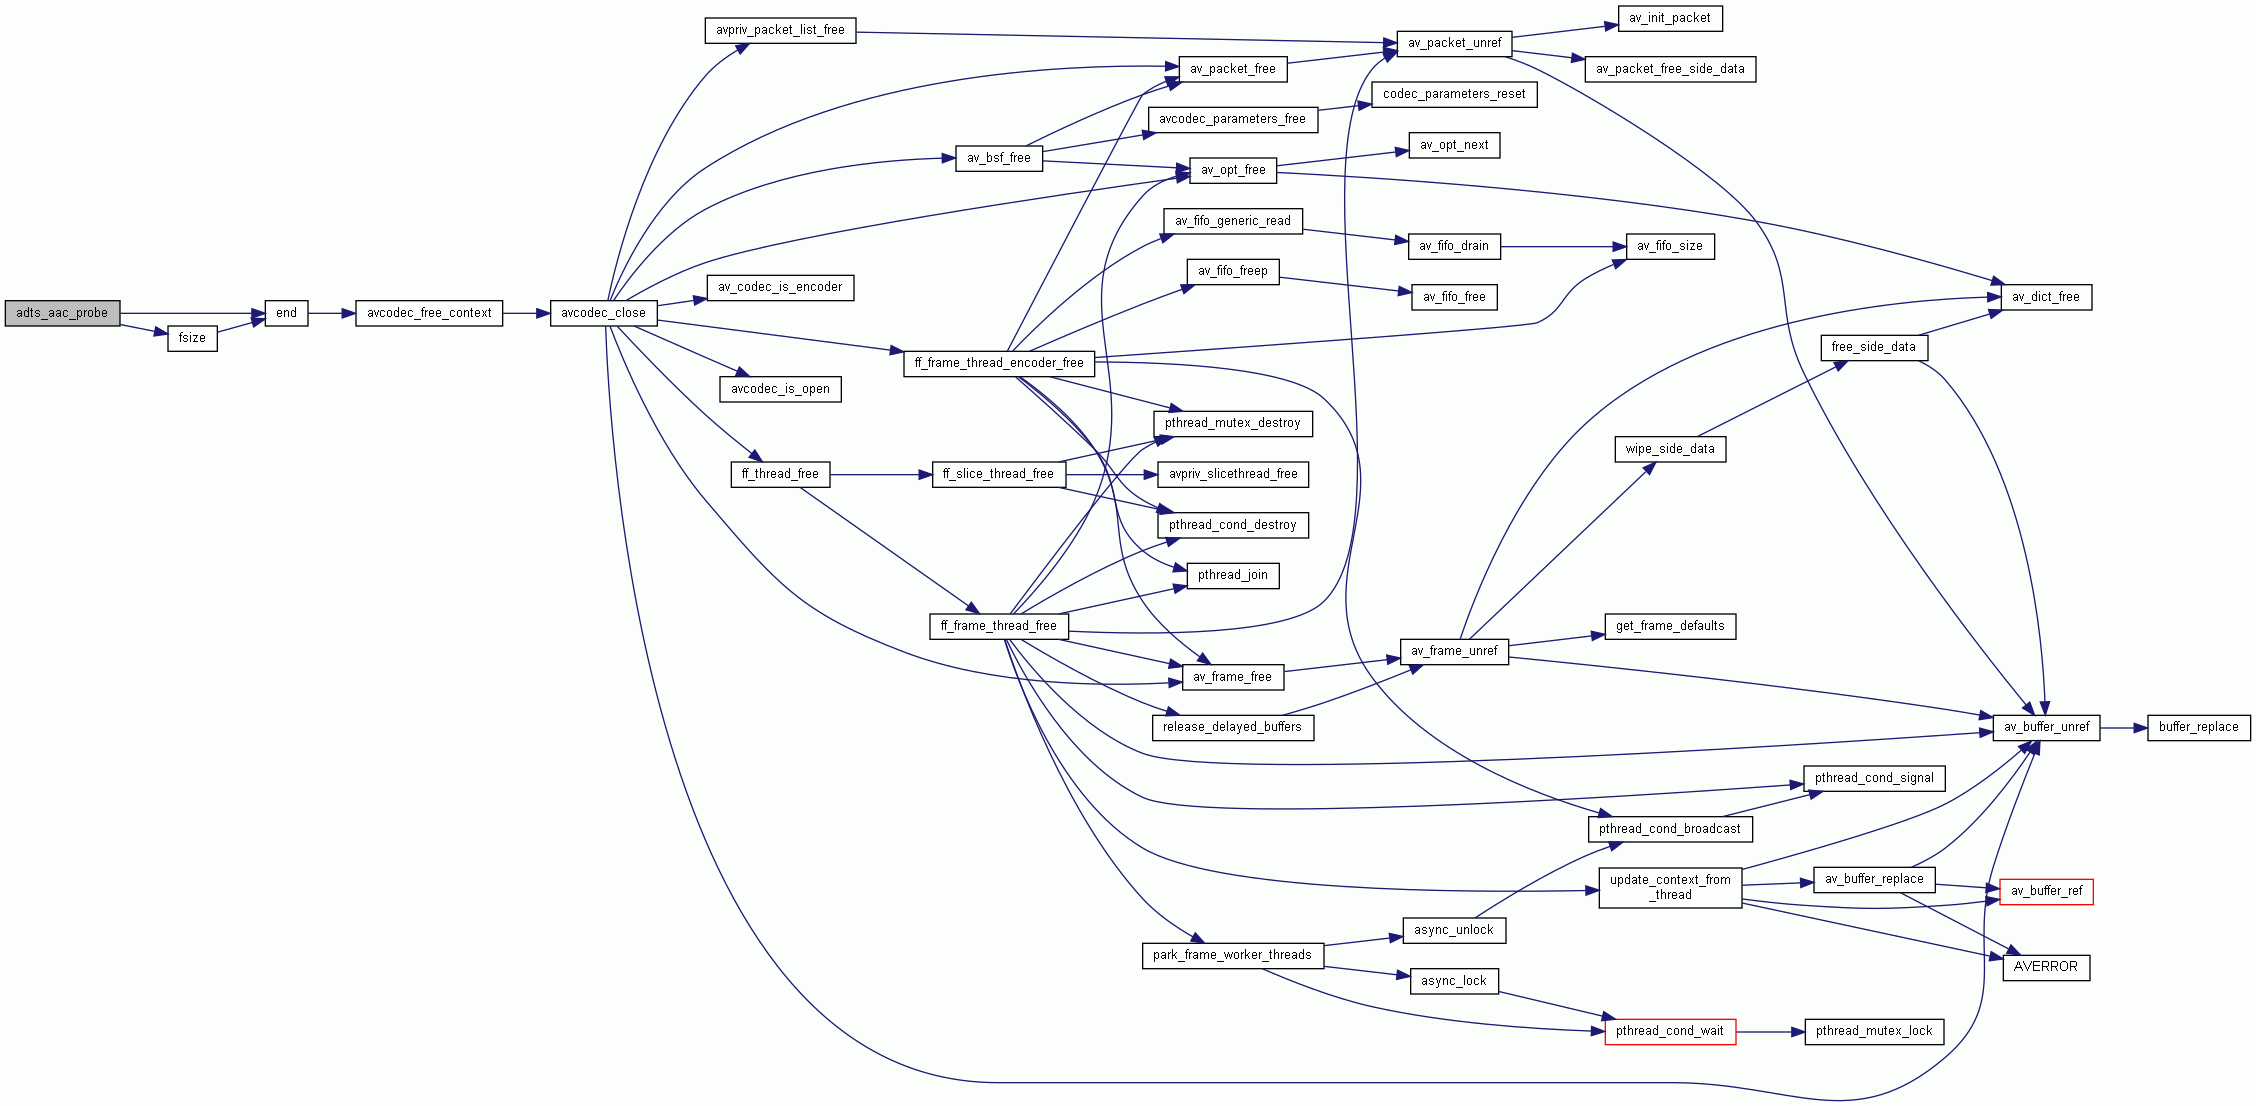 adts_aac_probe
fsize
end
avcodec_free_context
avcodec_close
avpriv_packet_list_free
av_codec_is_encoder
avcodec_is_open
ff_thread_free
av_bsf_free
ff_frame_thread_encoder_free
ff_slice_thread_free
ff_frame_thread_free
av_packet_free
avcodec_parameters_free
av_opt_free
av_fifo_generic_read
av_fifo_freep
pthread_mutex_destroy
avpriv_slicethread_free
pthread_cond_destroy
pthread_join
av_frame_free
release_delayed_buffers
park_frame_worker_threads
av_packet_unref
codec_parameters_reset
av_opt_next
av_fifo_drain
av_fifo_free
av_frame_unref
async_unlock
async_lock
av_init_packet
av_packet_free_side_data
av_fifo_size
wipe_side_data
get_frame_defaults
pthread_cond_broadcast
update_context_from
_thread
pthread_cond_wait
free_side_data
pthread_cond_signal
av_buffer_replace
pthread_mutex_lock
av_dict_free
av_buffer_unref
av_buffer_ref
AVERROR
buffer_replace